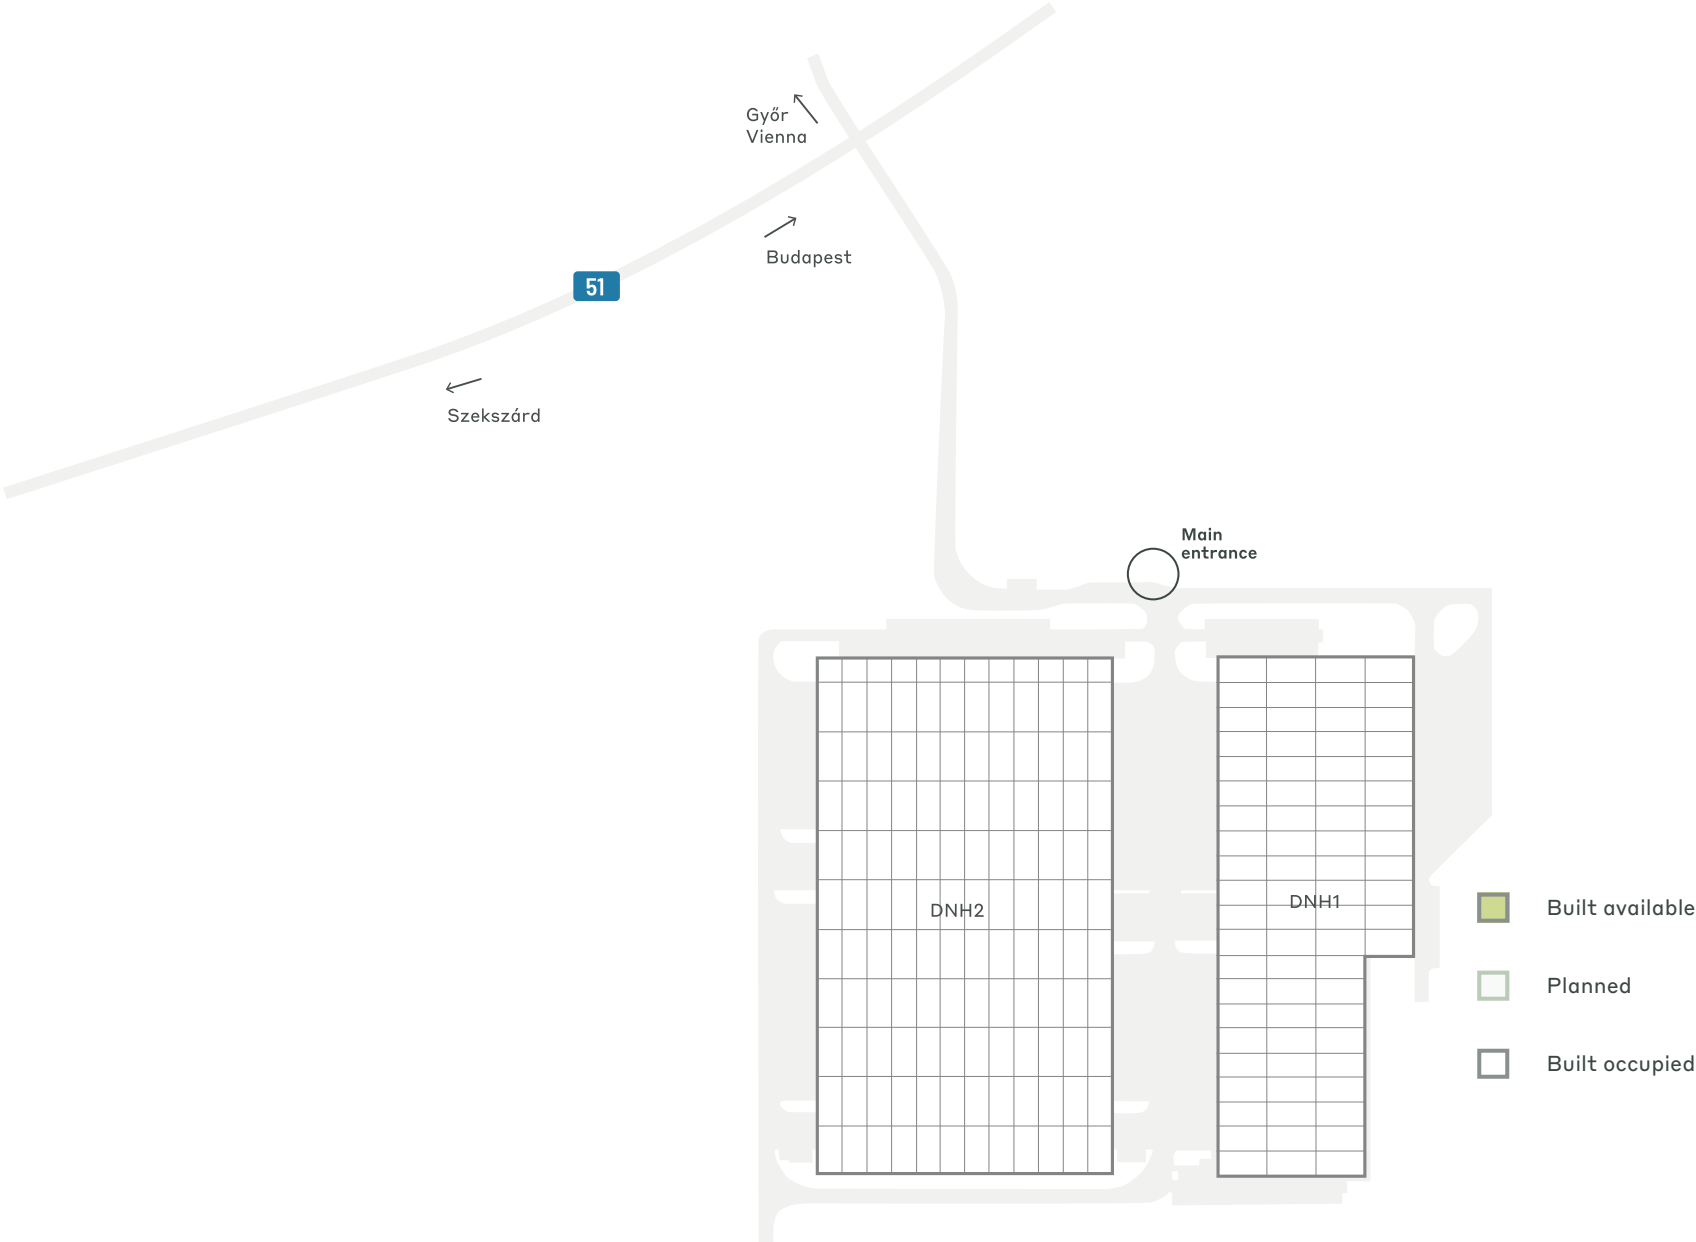 Győr
Vienna
Budapest
51
Szekszárd
Main
entrance
DNH2
DNH1
Built available
Planned
Built occupied